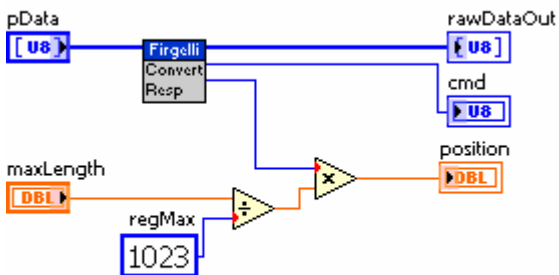 pData
[U8]
Firgelli
Convert
Resp
rawDataOut
[U8]
cmd
U8
position
DBL
maxLength
DBL
÷
×
regMax
1023